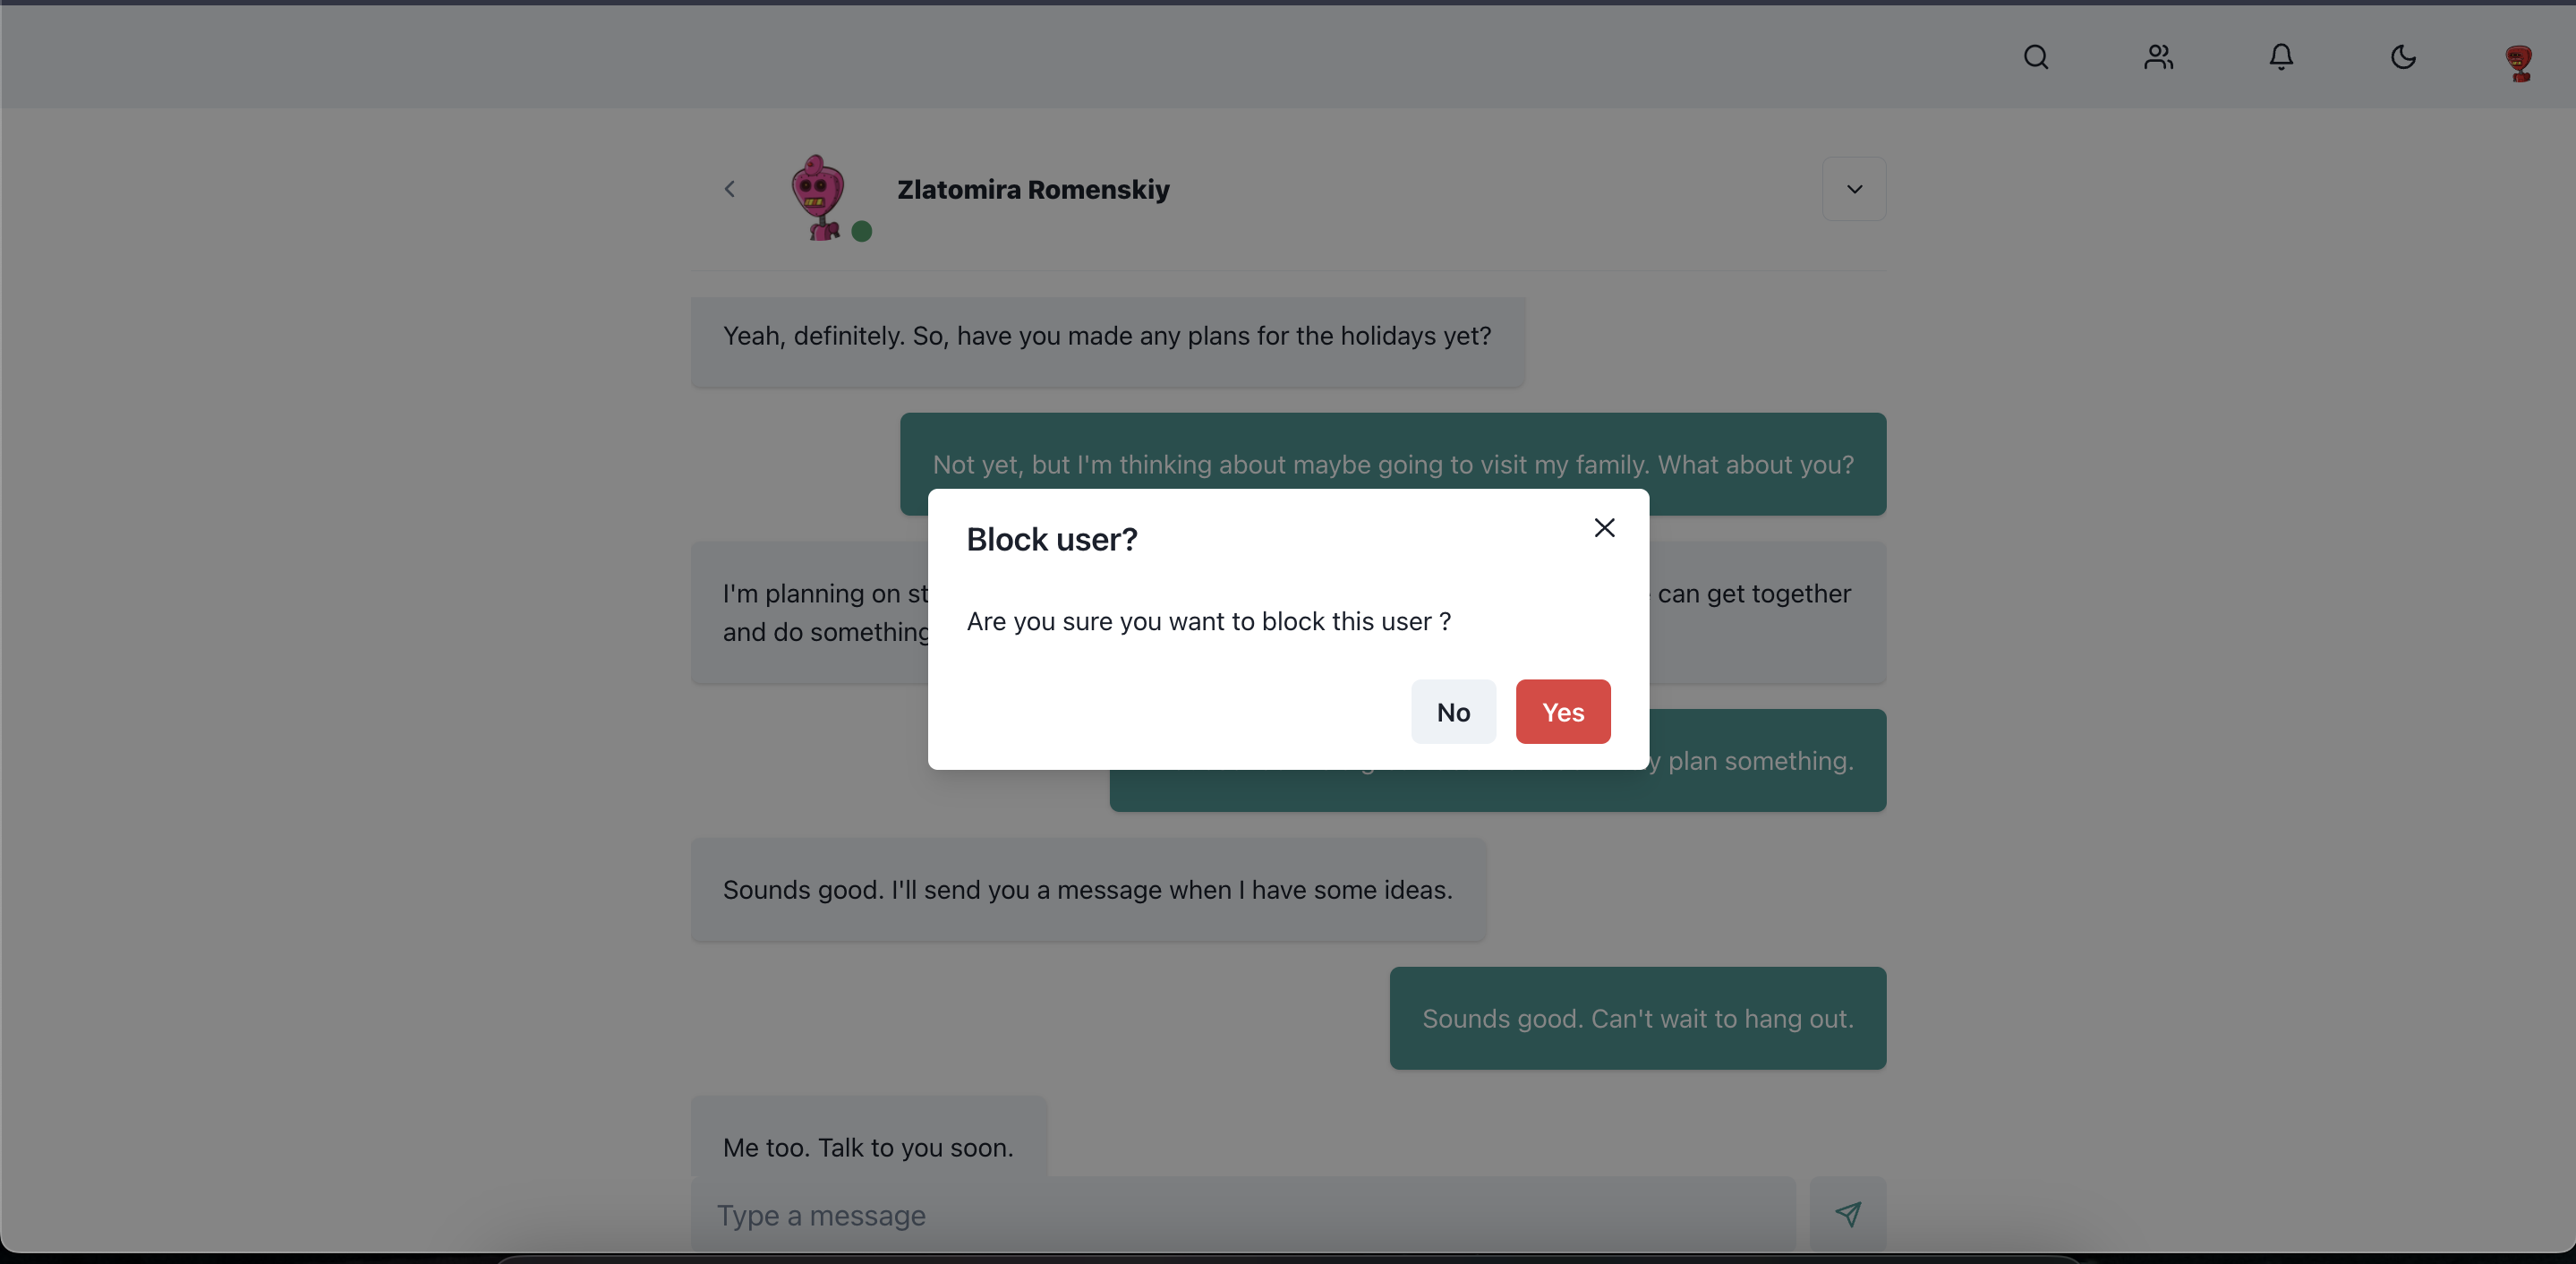 Zlatomira Romenskiy
Yeah, definitely. So, have you made any plans for the holidays yet?
Not yet, but I'm thinking about maybe going to visit my family. What about you?
Block user?
I'm planning on
can get together
Are you sure you want to block this user ?
and do something
No
Yes
plan something.
Sounds good. I'll send you a message when I have some ideas.
Sounds good. Can't wait to hang out.
Me too. Talk to you soon.
Type a message